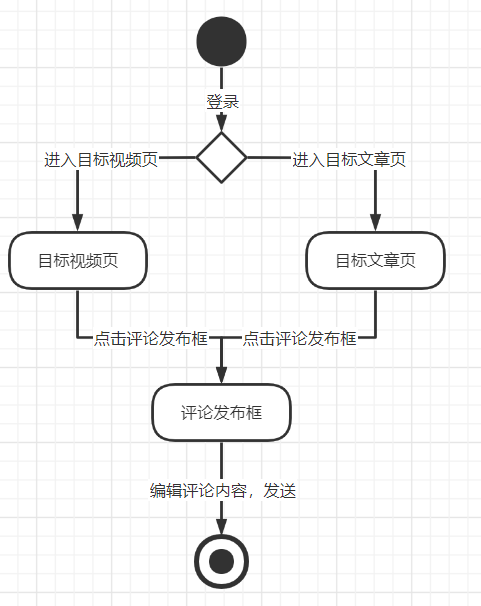 登录
进入目标视频页
进入目标文章页
目标视频页
目标文章页
点击评论发布框
点击评论发布框
评论发布框
编辑评论内容，发送